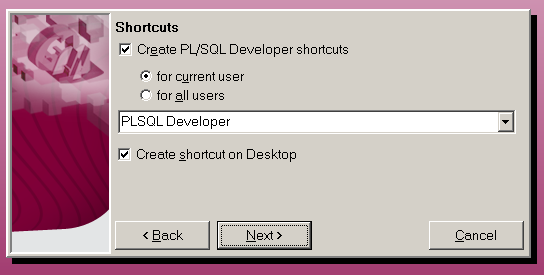 Shortcuts
Create PL/SQL Developer shortcuts
for current user
for all users
PLSQL Developer
Create shortcut on Desktop
< Back
Next >
Cancel